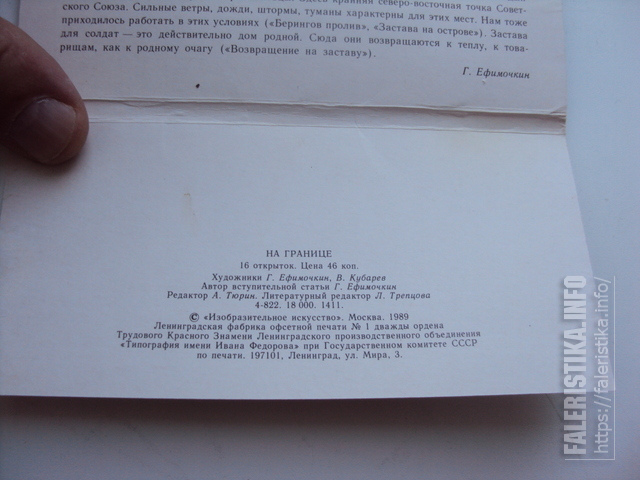 крайняя северо-восточная точка Совет-
ского Союза. Сильные ветры, дожди, штормы, туманы характерны для этих мест. Нам тоже
приходилось работать в этих условиях («Берингов пролив», «Застава на острове»). Застава
для солдат — это действительно дом родной. Сюда они возвращаются к теплу, к това-
рищам, как к родному очагу («Возвращение на заставу»).
Г. Ефимочкин
НА ГРАНИЦЕ
16 открыток. Цена 46 коп.
Художники Г. Ефимочкин, В. Кубарев
Автор вступительной статьи Г. Ефимочкин
Редактор А. Тюрин. Литературный редактор Л. Трепцова
4-822. 18 000. 1411.
© «Изобразительное искусство». Москва. 1989
Ленинградская фабрика офсетной печати № 1 дважды ордена
Трудового Красного Знамени Ленинградского производственного объединения
«Типография имени Ивана Федорова» при Государственном комитете СССР
по печати. 197101, Ленинград, ул. Мира, 3.
FALERISTIKA.INFO
https://faleristika.info/